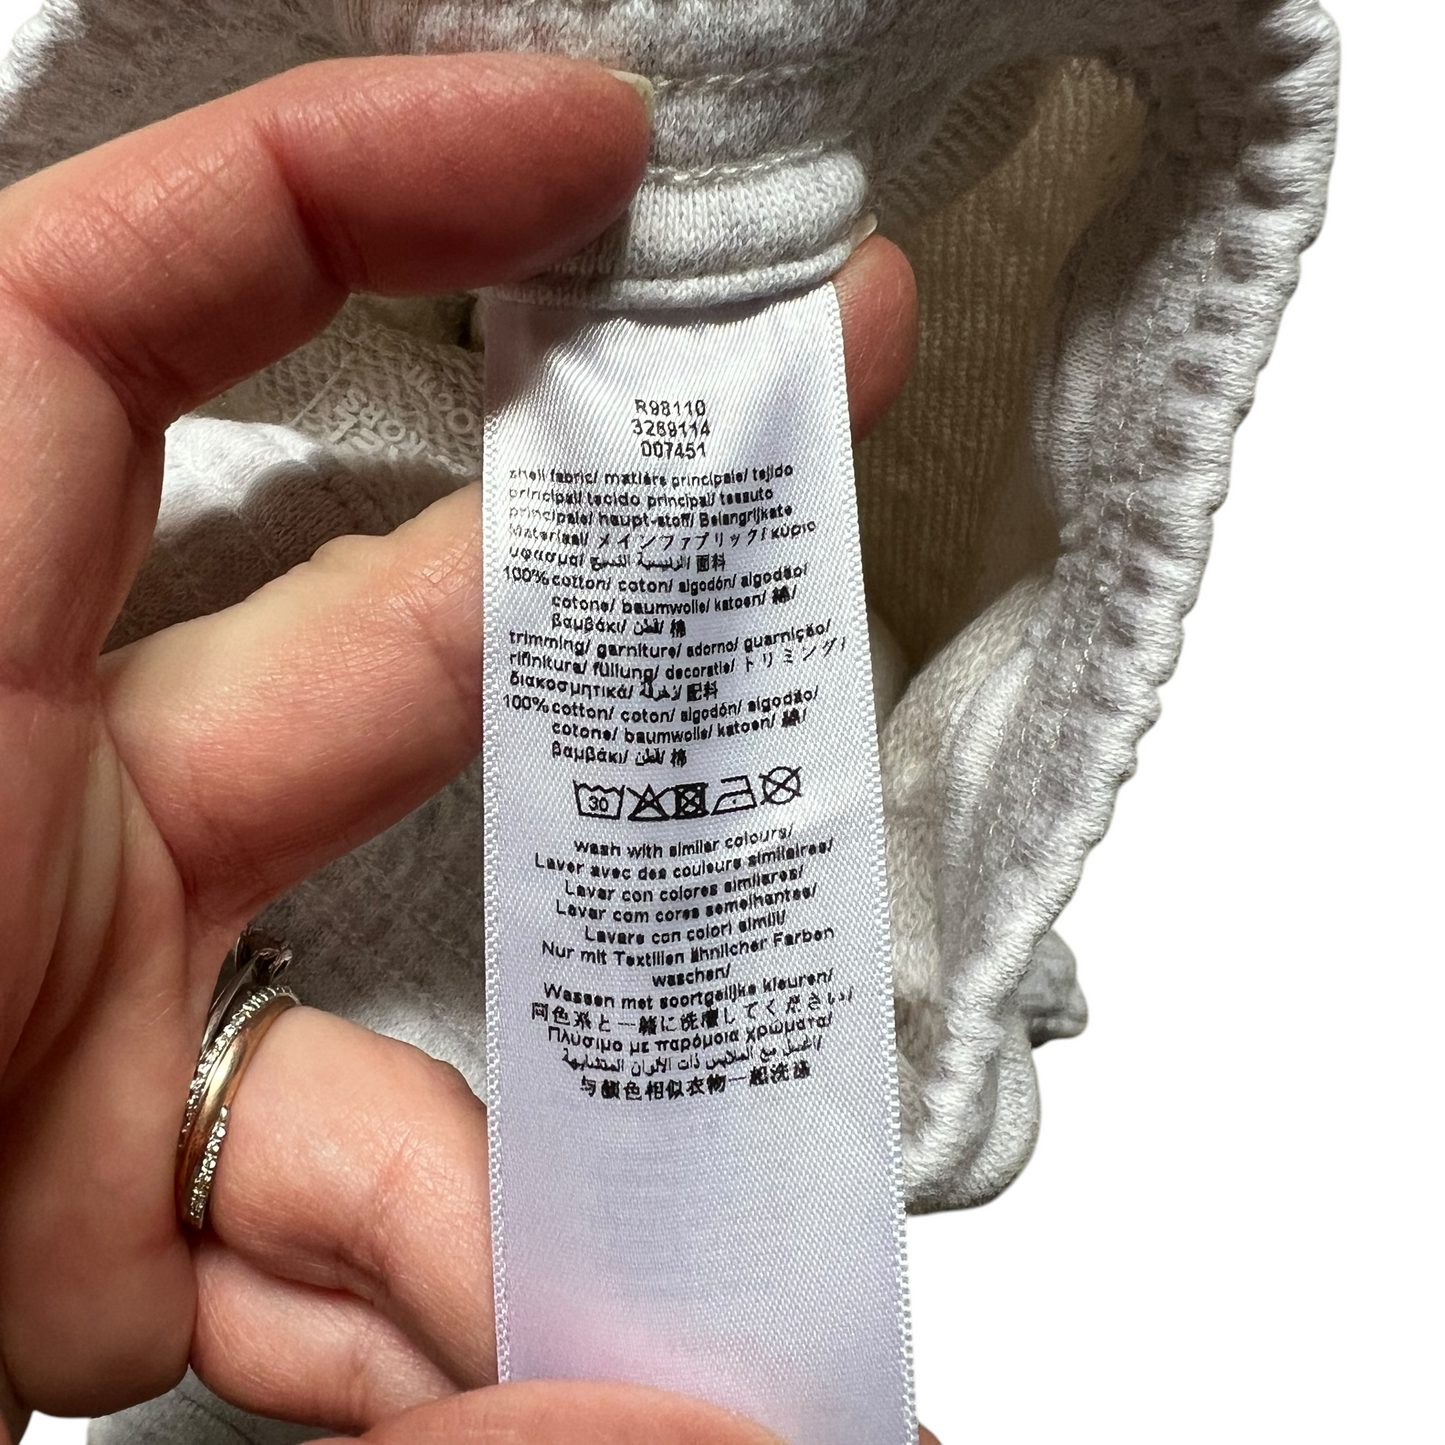 R98110
3269114
007451
shell fabric/ matière principale/ tejido
principal/ tecido principal/ tessuto
principale/ haupt-stoff/ Belangrijkste
Materiaal/ メインファブリック/ κύριο
υφασμα/ الرئيسية النسيج/ 面料
100% cotton/ coton/ algodón/ algodão/
cotone/ baumwolle/ katoen/ 綿/
βαμβάκι/ قطن/ 棉
trimming/ garniture/ adorno/ guarnição/
rifinitura/ füllung/ decoratie/ トリミング/
διακοσμητικά/ 配料
100% cotton/ coton/ algodón/ algodão/
cotone/ baumwolle/ katoen/ 綿/
βαμβάκι/ قطن/ 棉
30
wash with similar colours/
Laver avec des couleurs similaires/
Lavar con colores similares/
Lavar com cores semelhantes/
Lavare con colori simili/
Nur mit Textilien ähnlicher Farben
waschen/
Wassen met soortgelijke kleuren/
同色系と一緒に洗濯してください/
Πλύσιμο με παρόμοια χρώματα/
اغسل مع الملابس ذات الألوان المتشابهة/
与颜色相似衣物一起洗涤